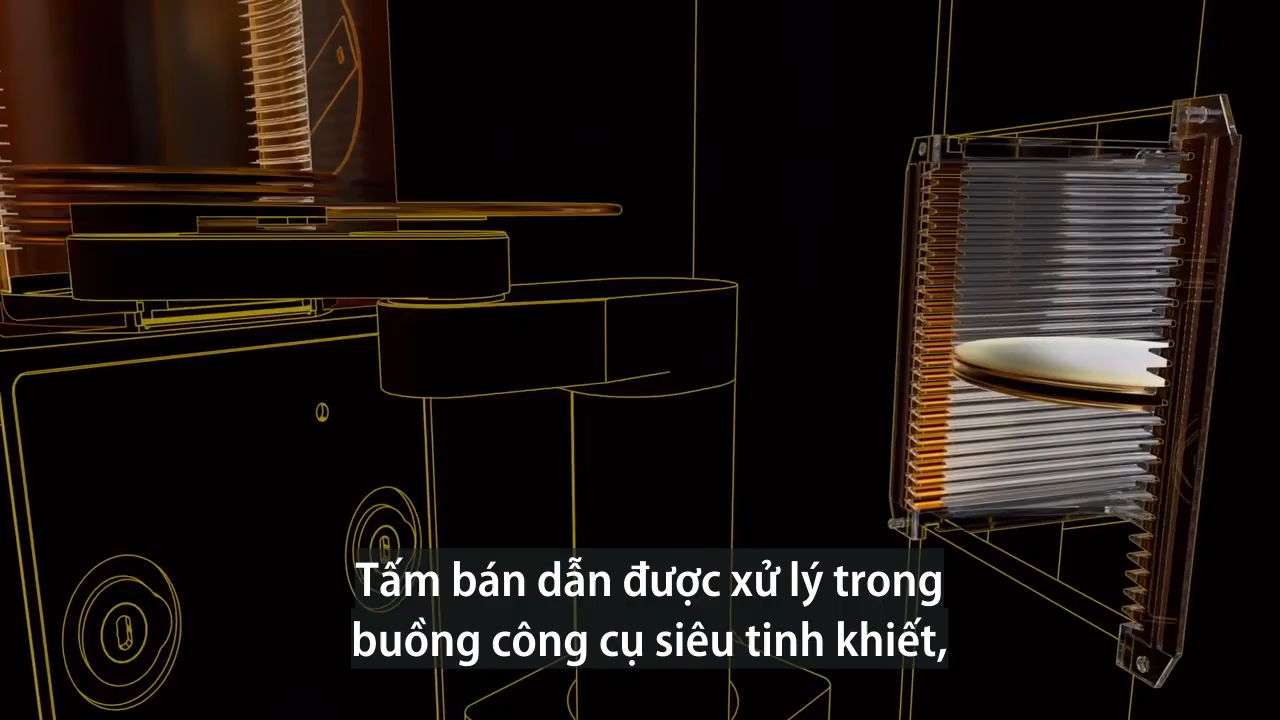 Tấm bán dẫn được xử lý trong
buồng công cụ siêu tinh khiết,